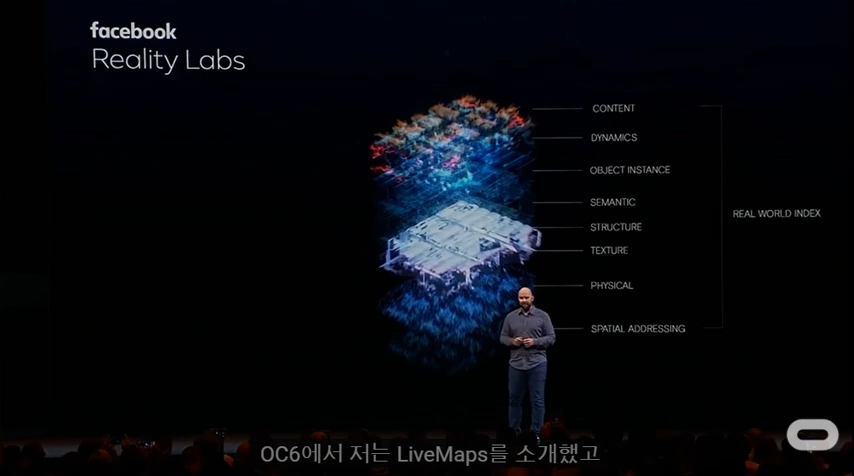 facebook
Reality Labs
CONTENT
DYNAMICS
OBJECT INSTANCE
SEMANTIC
STRUCTURE
REAL WORLD INDEX
TEXTURE
PHYSICAL
SPATIAL ADDRESSING
OC6에서 저는 LiveMaps를 소개했고